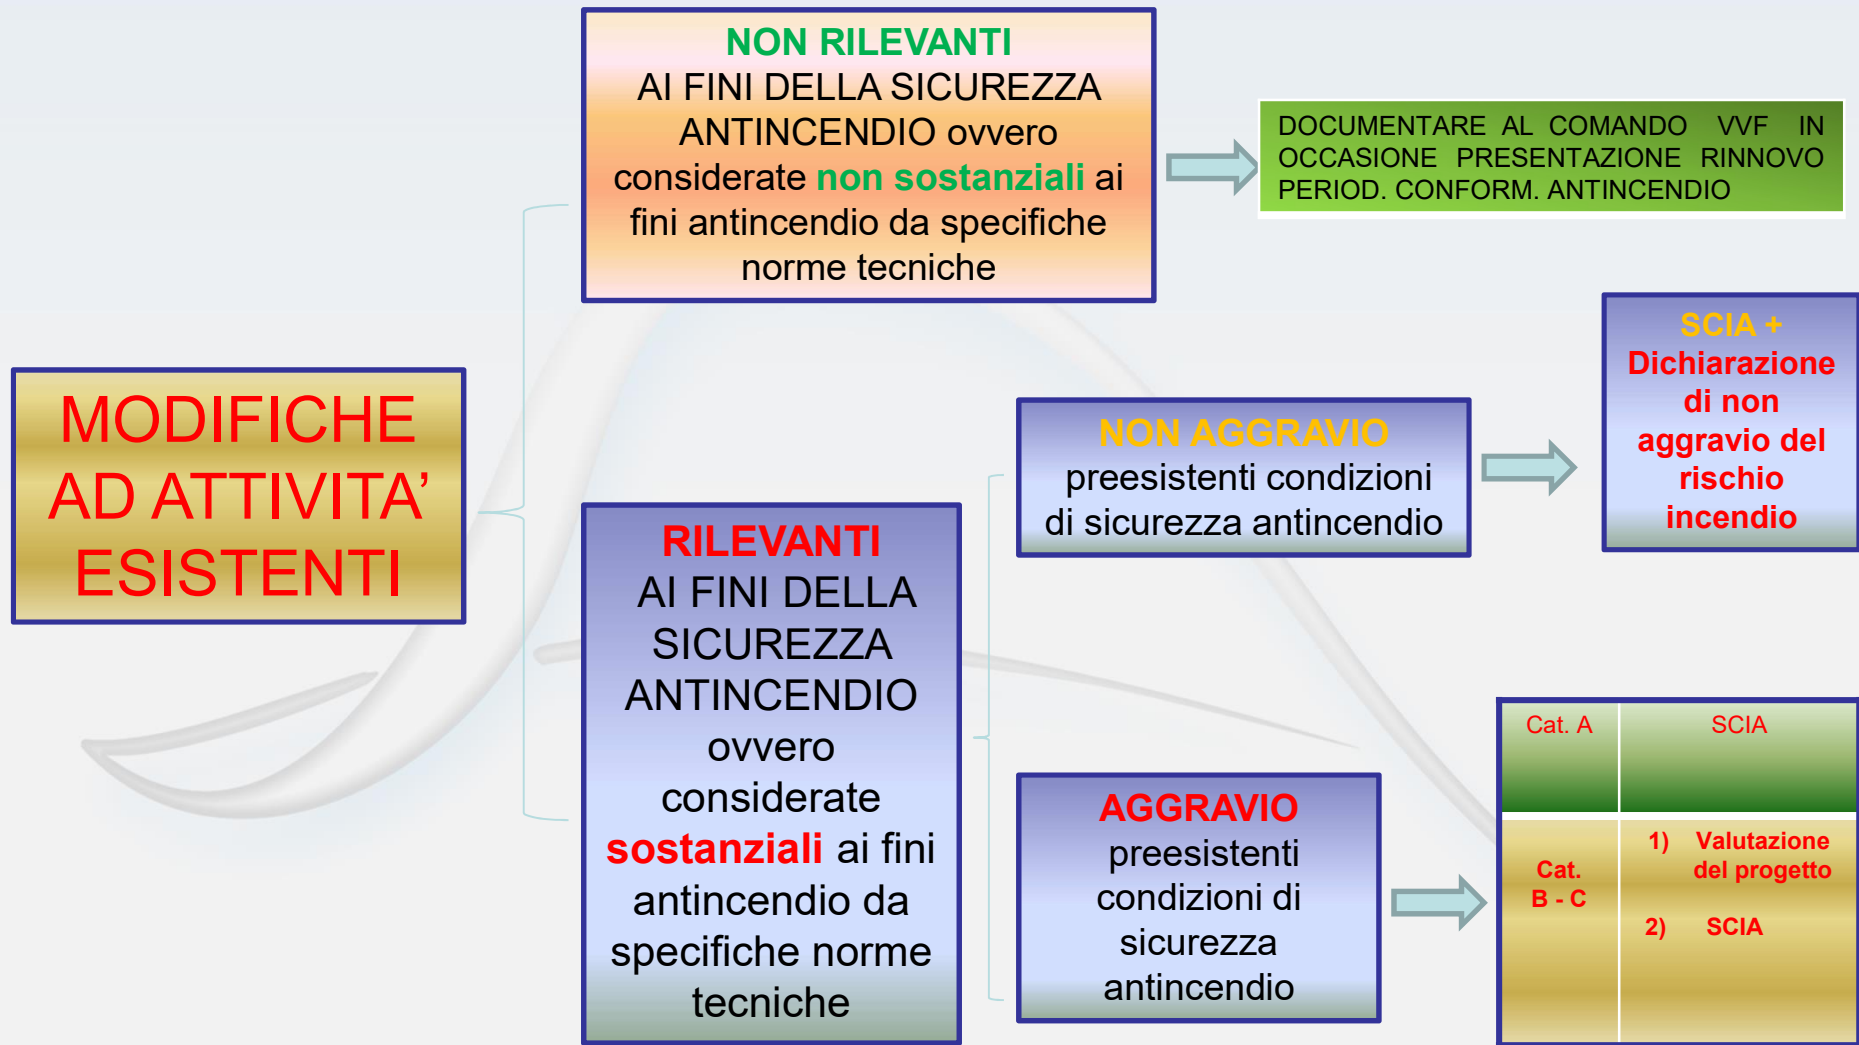 MODIFICHE
AD ATTIVITA’
ESISTENTI
NON RILEVANTI
AI FINI DELLA SICUREZZA
ANTINCENDIO ovvero
considerate non sostanziali ai
fini antincendio da specifiche
norme tecniche
DOCUMENTARE AL COMANDO VVF IN
OCCASIONE PRESENTAZIONE RINNOVO
PERIOD. CONFORM. ANTINCENDIO
RILEVANTI
AI FINI DELLA
SICUREZZA
ANTINCENDIO
ovvero
considerate
sostanziali ai fini
antincendio da
specifiche norme
tecniche
NON AGGRAVIO
preesistenti condizioni
di sicurezza antincendio
SCIA +
Dichiarazione
di non
aggravio del
rischio
incendio
AGGRAVIO
preesistenti
condizioni di
sicurezza
antincendio
Cat. A SCIA
Cat.
B - C
1) Valutazione
del progetto
2) SCIA